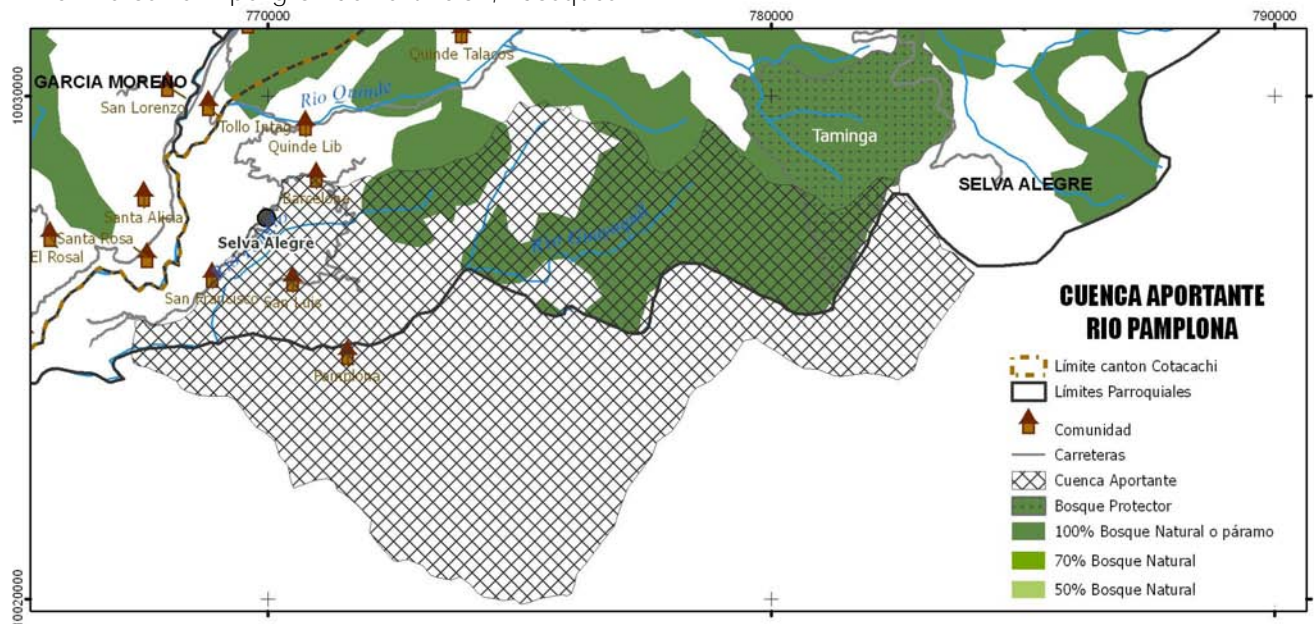 770000
780000
790000
10030000
10020000
Quinde Talacos
GARCIA MORENO
San Lorenzo
Rio Quinde
Tollo Intag
Quinde Lib
Taminga
Barcelona
SELVA ALEGRE
Santa Alicia
Santa Rosa
El Rosal
Selva Alegre
San Francisco
San Luis
Pamplona
CUENCA APORTANTE
RIO PAMPLONA
Límite canton Cotacachi
Límites Parroquiales
Comunidad
Carreteras
Cuenca Aportante
Bosque Protector
100% Bosque Natural o páramo
70% Bosque Natural
50% Bosque Natural